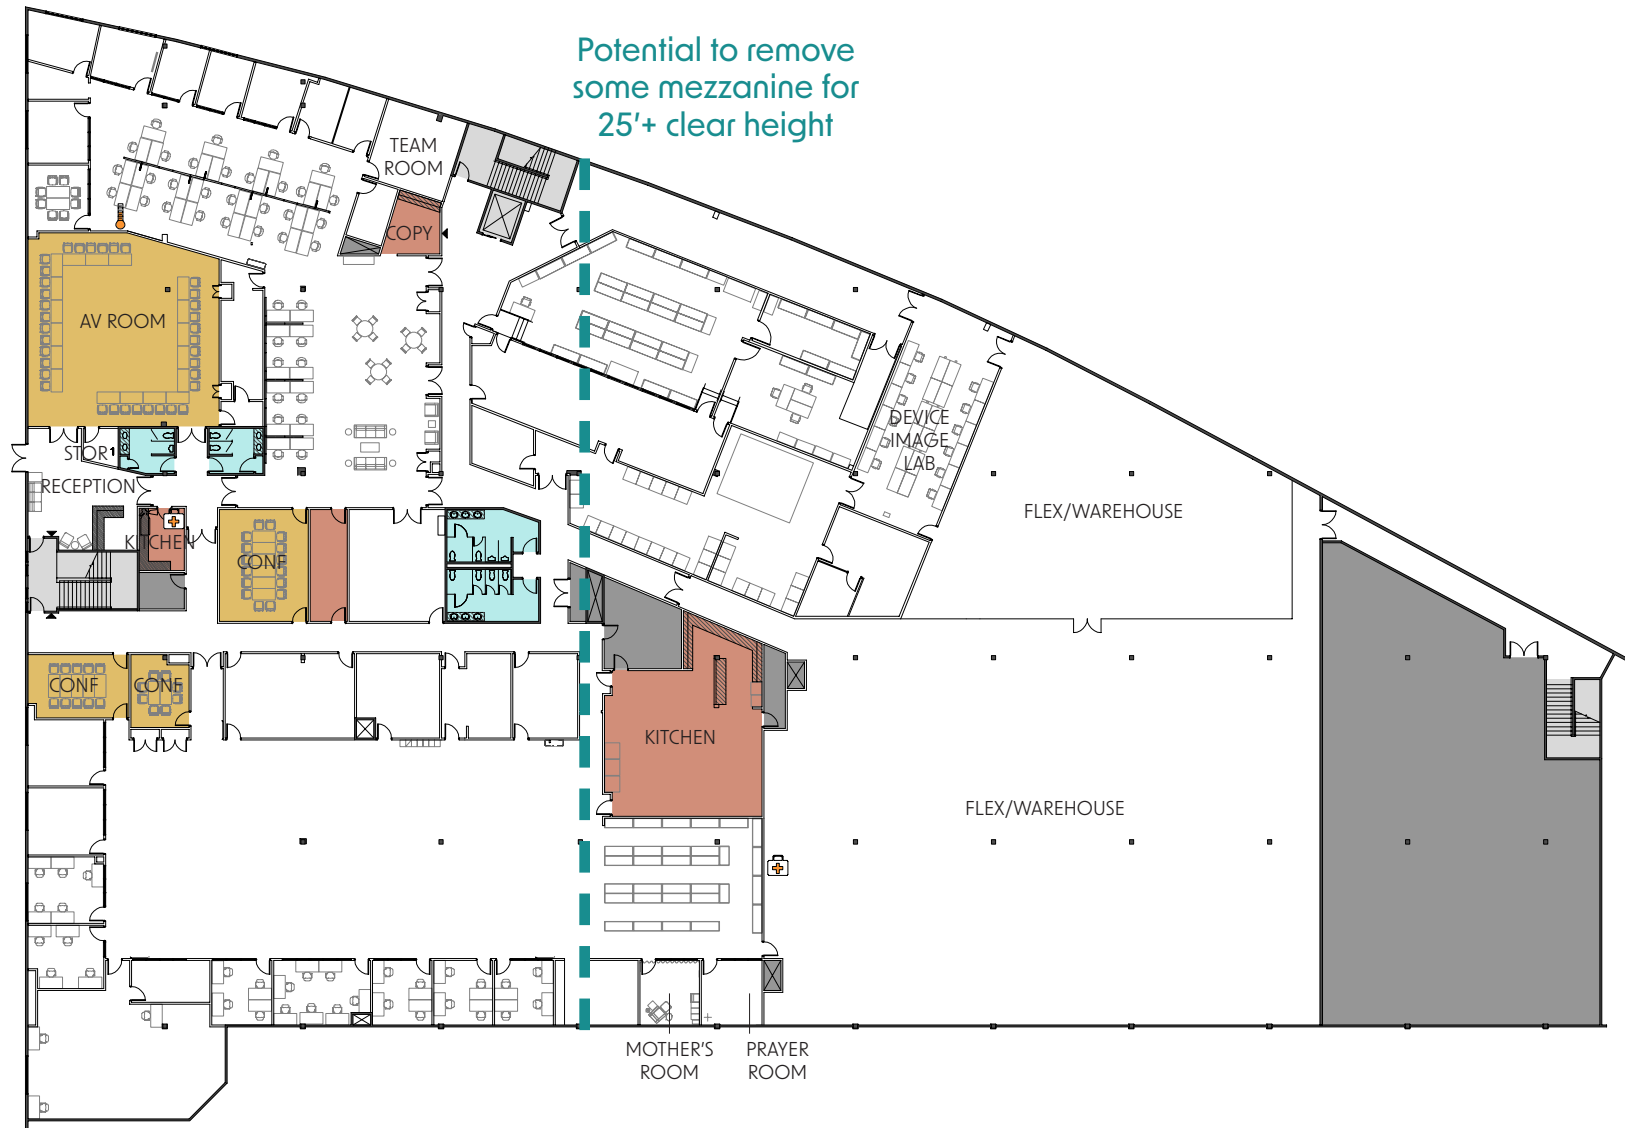 Potential to remove
some mezzanine for
25'+ clear height
TEAM
ROOM
COPY
AV ROOM
STOR
RECEPTION
KITCHEN
CONF
DEVICE
IMAGE
LAB
FLEX/WAREHOUSE
CONF
CONF
KITCHEN
FLEX/WAREHOUSE
MOTHER'S
ROOM
PRAYER
ROOM